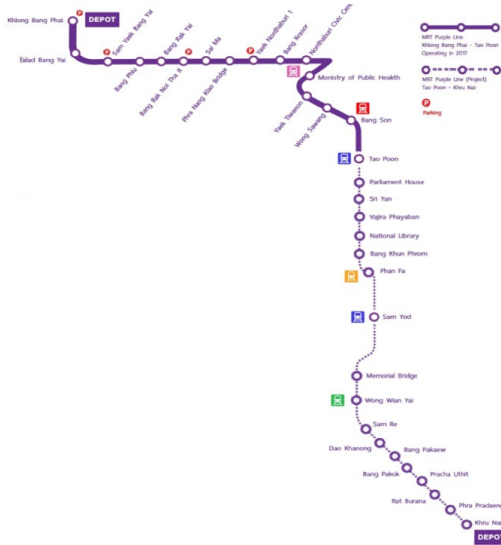 Khlong Bang Phai
DEPOT
P
Talad Bang Yai
P
Sam Yaek Bang Yai
Bang Phlu
Bang Rak Yai
Bang Rak Noi Tha It
P
Sai Ma
Phra Nang Klao Bridge
P
Yaek Nonthaburi 1
Bang Krasor
Nonthaburi Civic Cen
Ministry of Public Health
Yaek Tiwanon
Wong Sawang
Bang Son
Tao Poon
Parliament House
Sri Yan
Vajira Phayaban
National Library
Bang Khun Phrom
Phan Fa
Sam Yod
Memorial Bridge
Wong Wian Yai
Sam Re
Dao Khanong
Bang Pakaew
Bang Pakok
Pracha Uthit
Rat Burana
Phra Pradaeng
Khru Nai
DEPOT
MRT Purple Line
Khlong Bang Phai - Tao Poon
Operating in 2017
MRT Purple Line (Project)
Tao Poon - Khru Nai
P
Parking